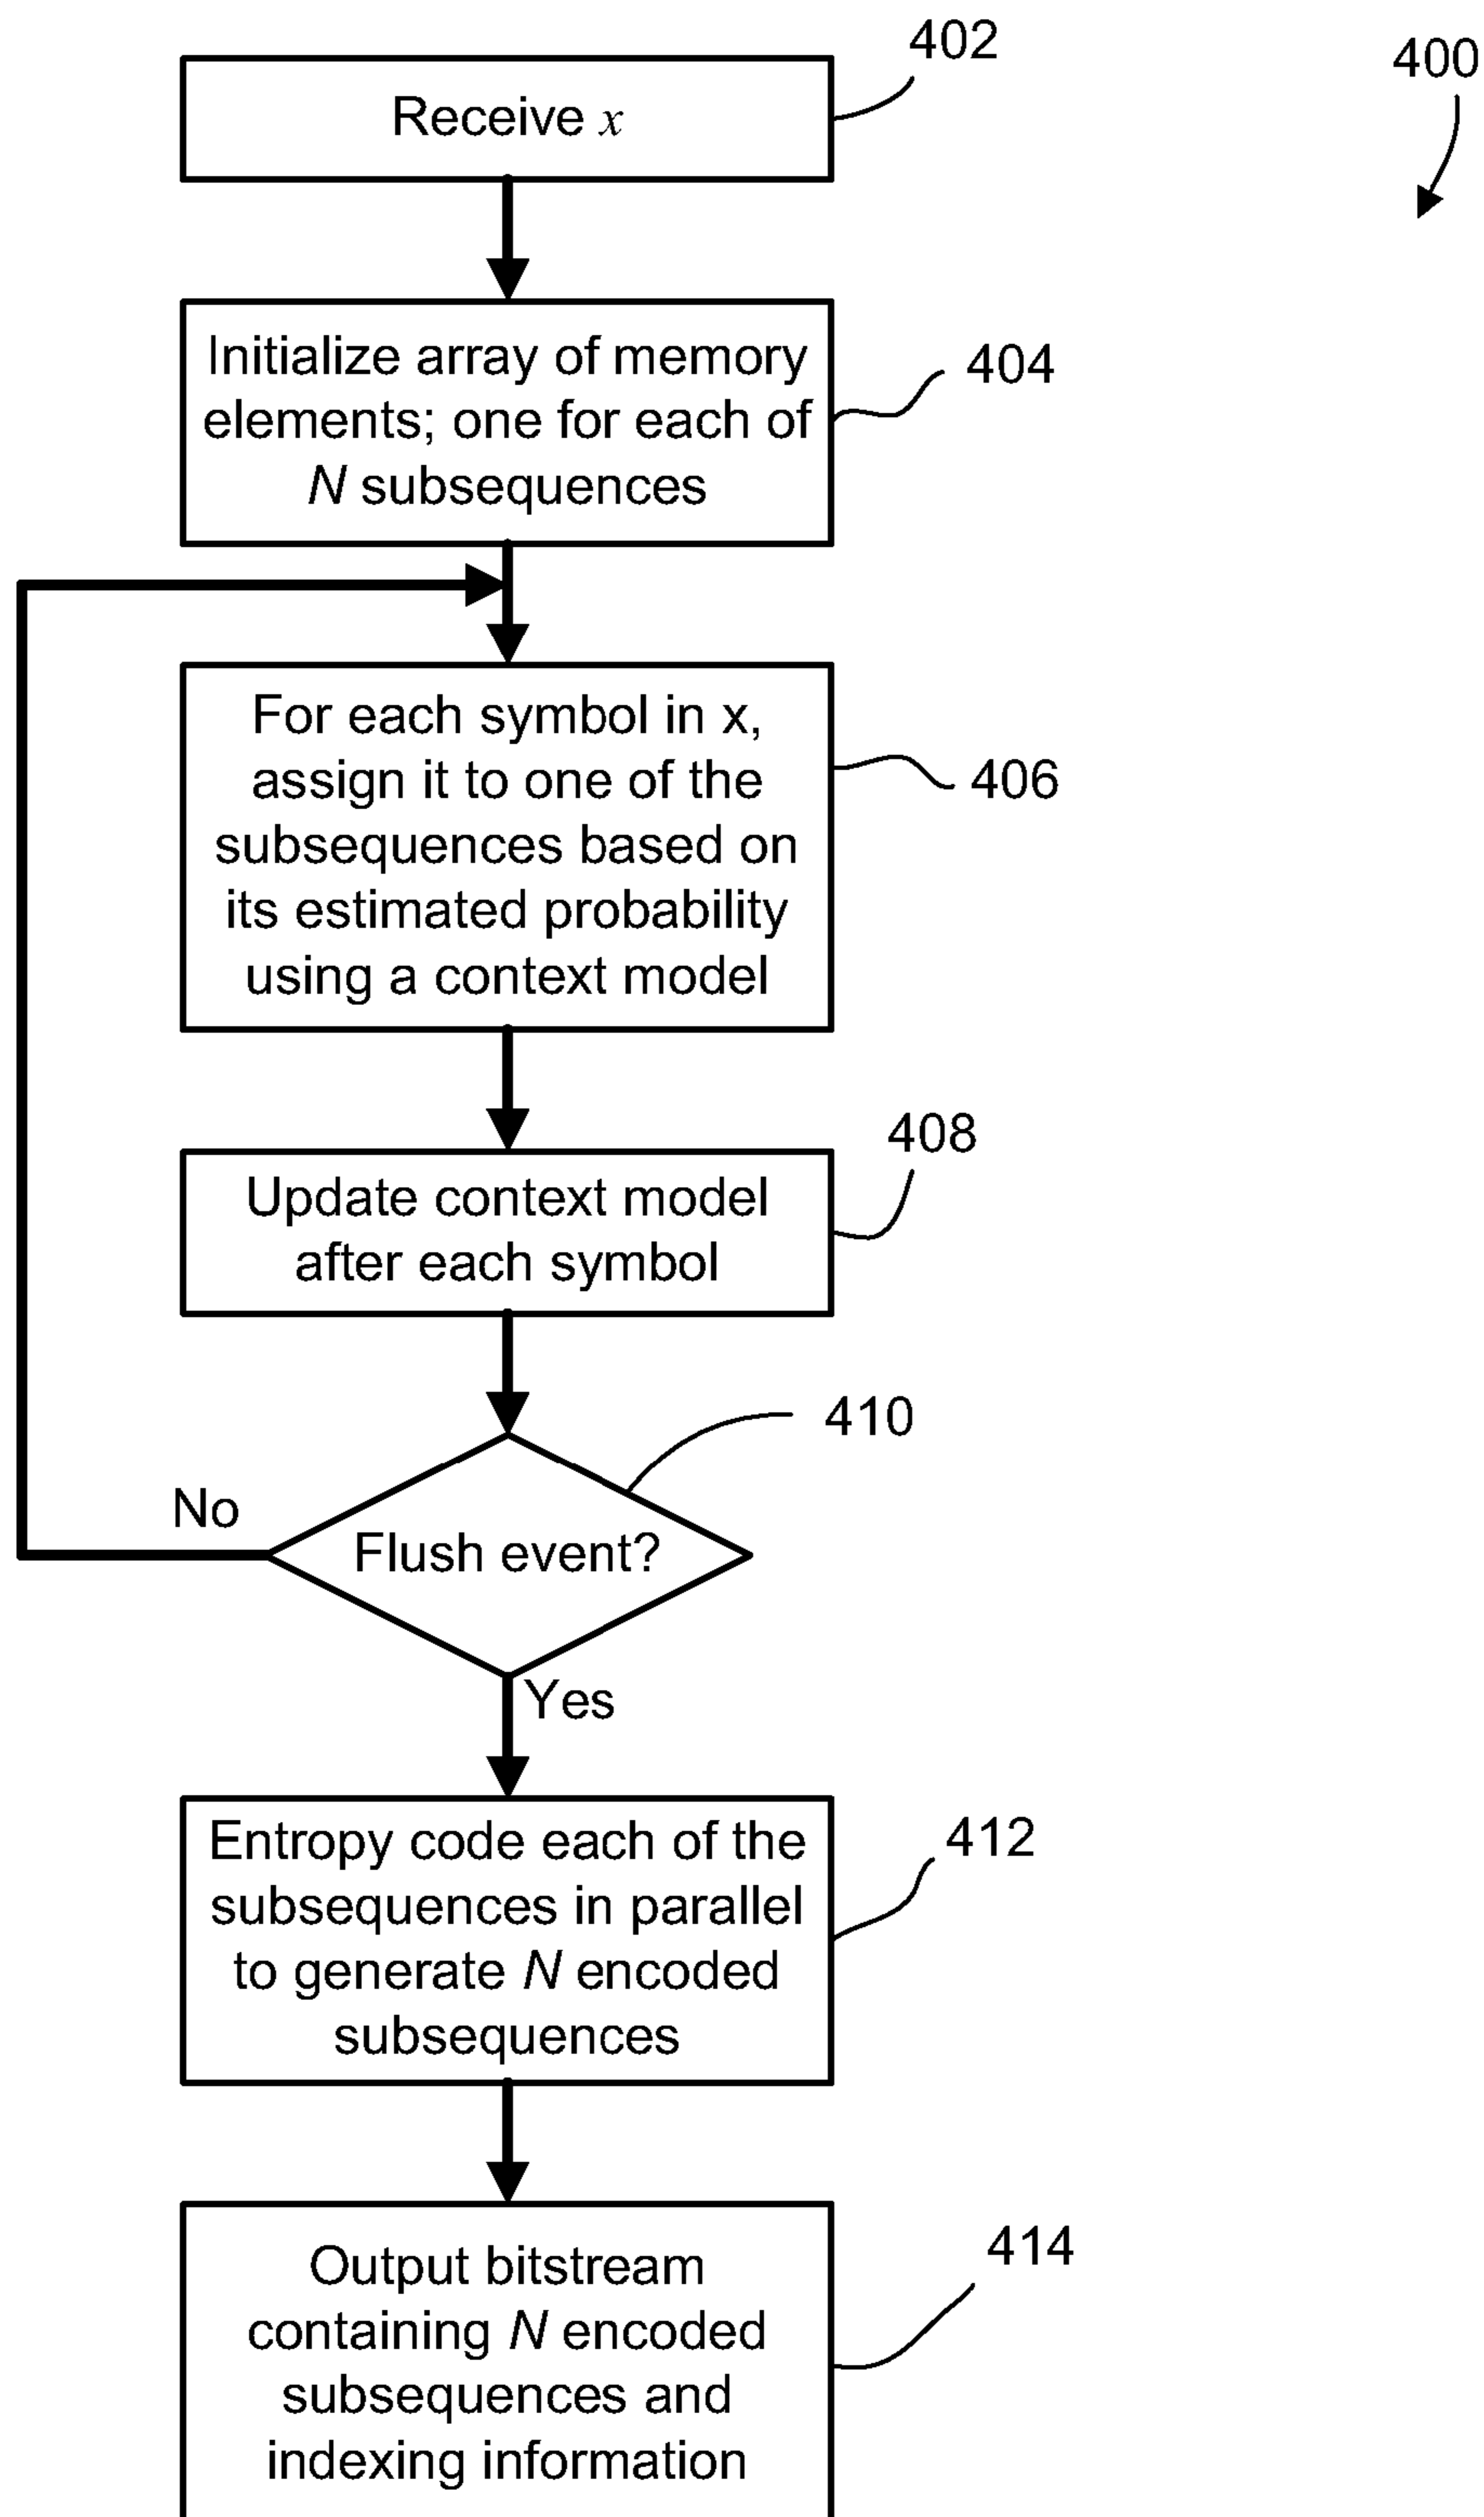 402
400
Receive x
Initialize array of memory
elements; one for each of
N subsequences
404
For each symbol in x,
assign it to one of the
subsequences based on
its estimated probability
using a context model
406
408
Update context model
after each symbol
410
No
Flush event?
Yes
Entropy code each of the
subsequences in parallel
to generate N encoded
subsequences
412
Output bitstream
containing N encoded
subsequences and
indexing information
414